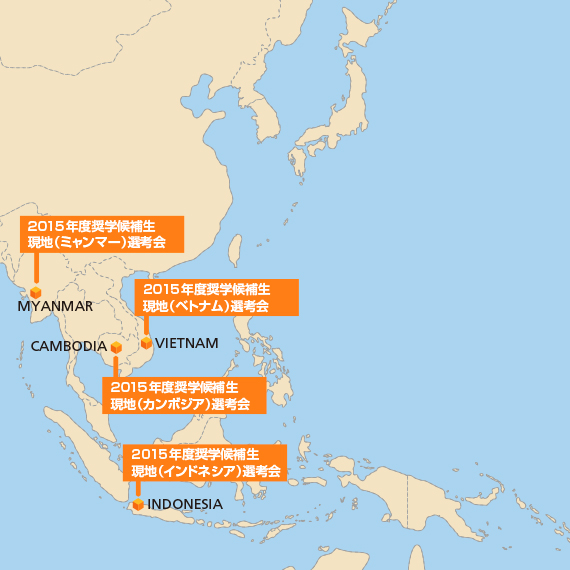 2015年度奨学候補生
現地（ミャンマー）選考会
MYANMAR
2015年度奨学候補生
現地（ベトナム）選考会
VIETNAM
CAMBODIA
2015年度奨学候補生
現地（カンボジア）選考会
2015年度奨学候補生
現地（インドネシア）選考会
INDONESIA